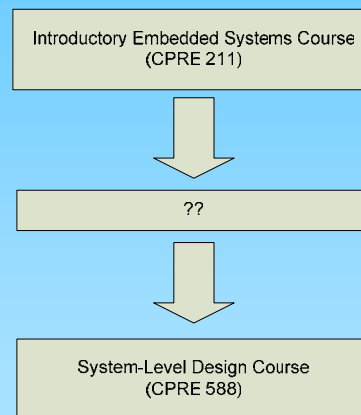 Introductory Embedded Systems Course
(CPRE 211)
??
System-Level Design Course
(CPRE 588)